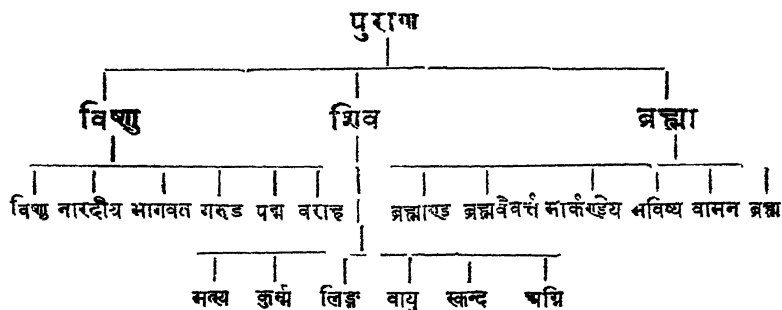 पुराण
विष्णु शिव ब्रह्मा
विष्णु नारदीय भागवत गरुड पद्म वराह ब्रह्माण्ड ब्रह्मवैवर्त्त मार्कण्डेय भविष्य वामन ब्रह्म
मत्स्य कुर्म्म लिङ्ग वायु स्कन्द अग्नि